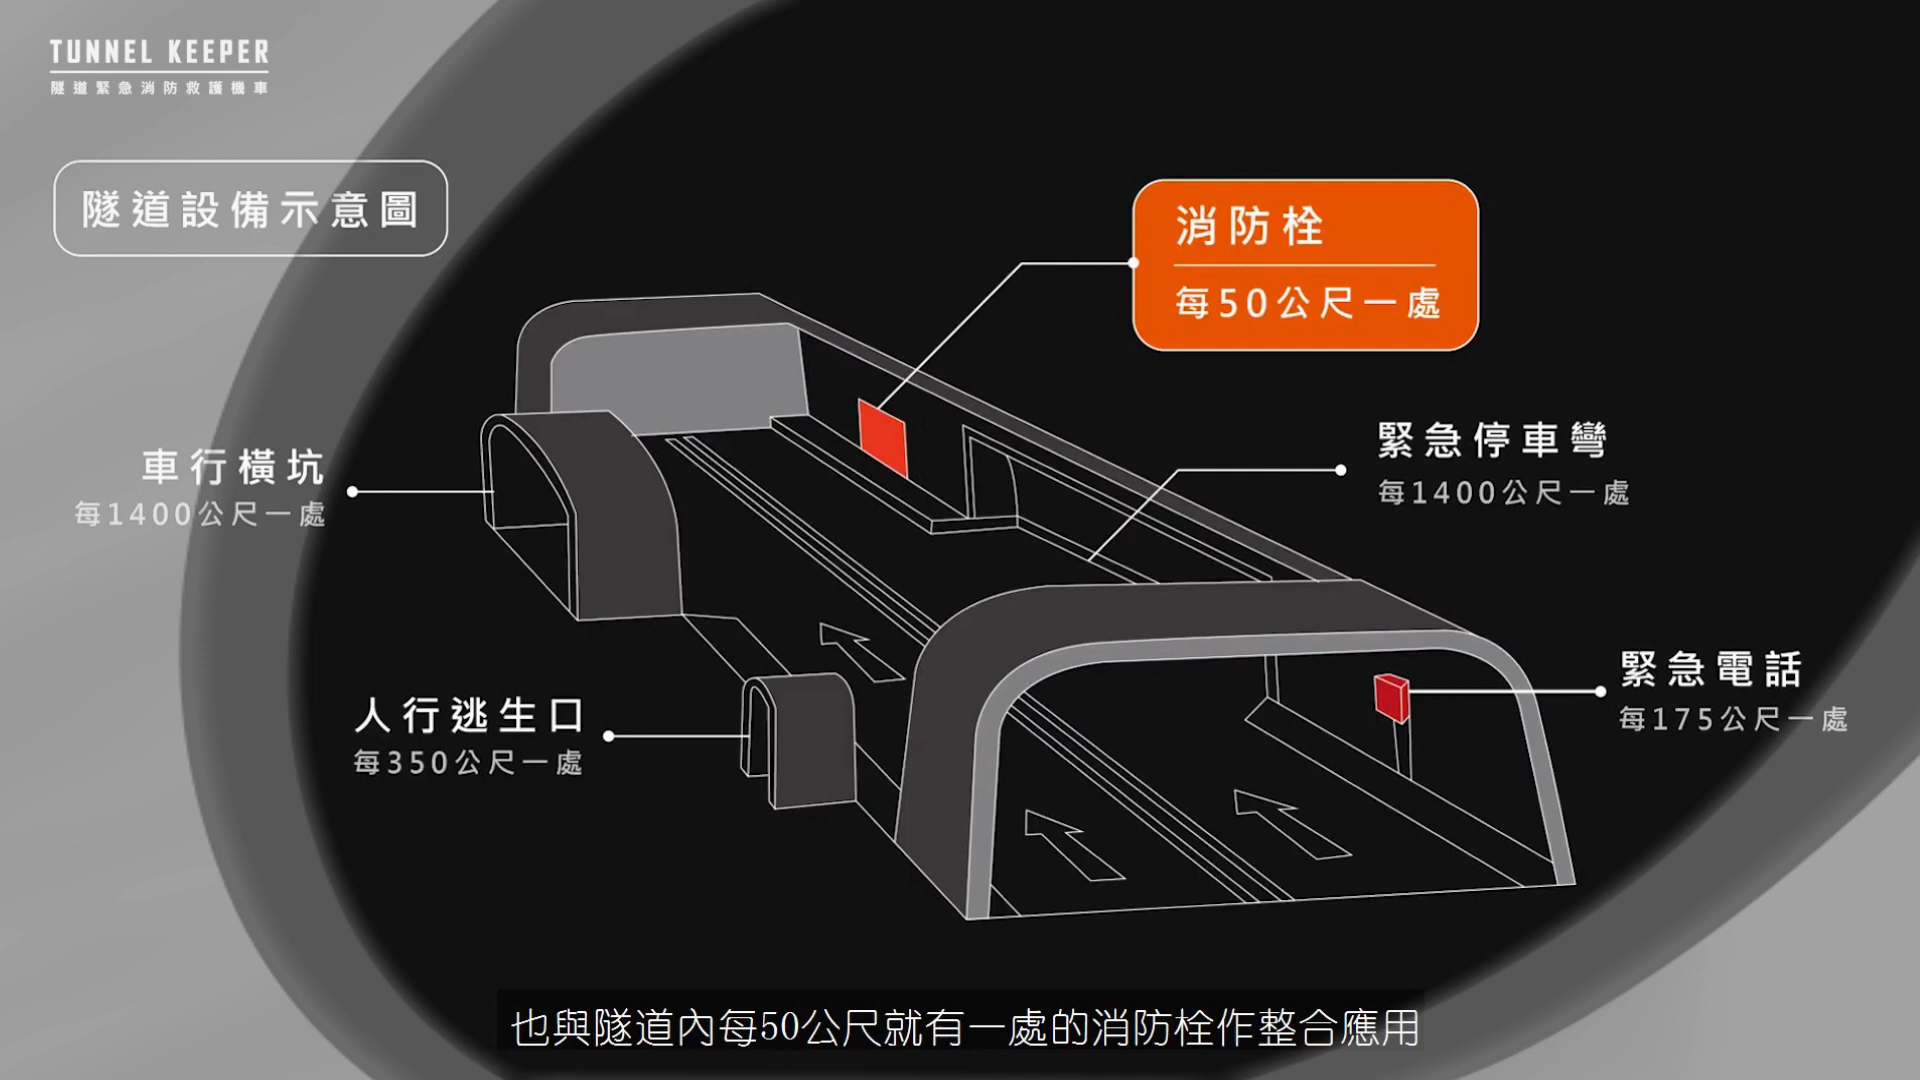 TUNNEL KEEPER
隧道緊急消防救護機車
隧道設備示意圖
消防栓
每50公尺一處
緊急停車彎
每1400公尺一處
車行橫坑
每1400公尺一處
緊急電話
每175公尺一處
人行逃生口
每350公尺一處
也與隧道內每50公尺就有一處的消防栓作整合應用